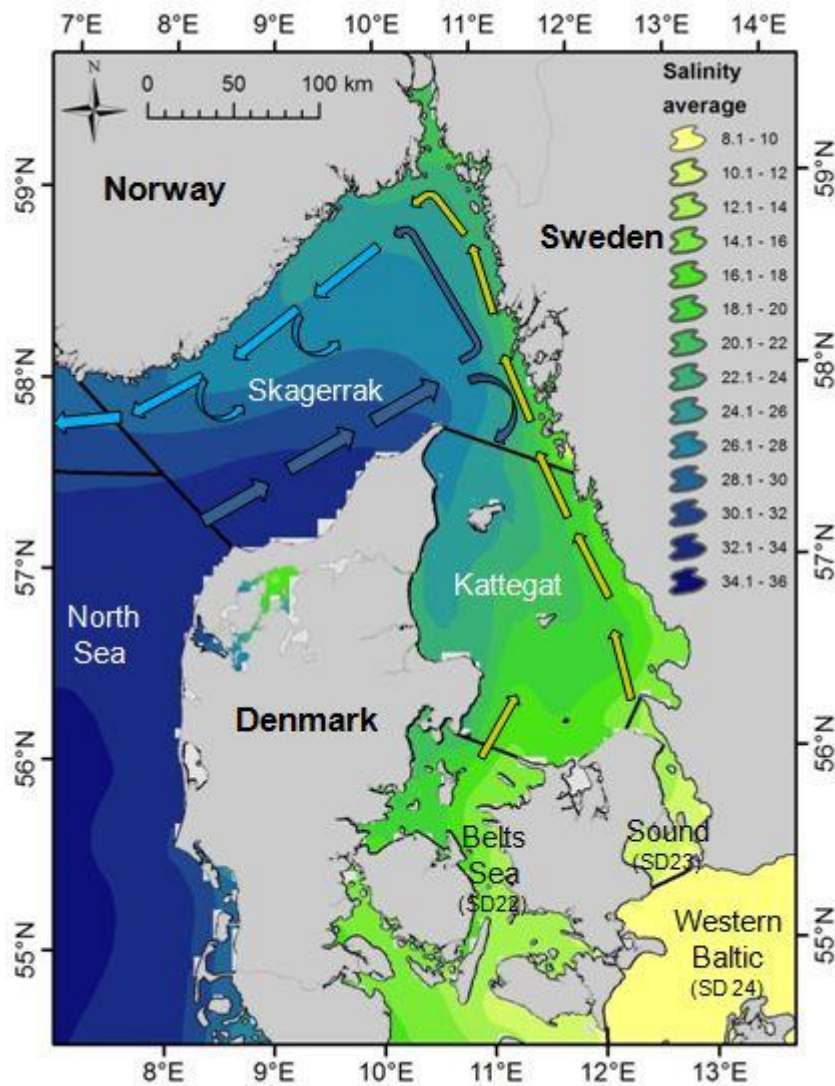 7°E 8°E 9°E 10°E 11°E 12°E 13°E 14°E
N
0 50 100 km
Salinity
average
8.1 - 10
10.1 - 12
12.1 - 14
14.1 - 16
16.1 - 18
18.1 - 20
20.1 - 22
22.1 - 24
24.1 - 26
26.1 - 28
28.1 - 30
30.1 - 32
32.1 - 34
34.1 - 36
59°N
59°N
Norway
Sweden
58°N
58°N
Skagerrak
57°N
57°N
Kattegat
North
Sea
Denmark
56°N
56°N
Belts
Sea
(SD22)
Sound
(SD23)
Western
Baltic
(SD 24)
55°N
55°N
8°E 9°E 10°E 11°E 12°E 13°E